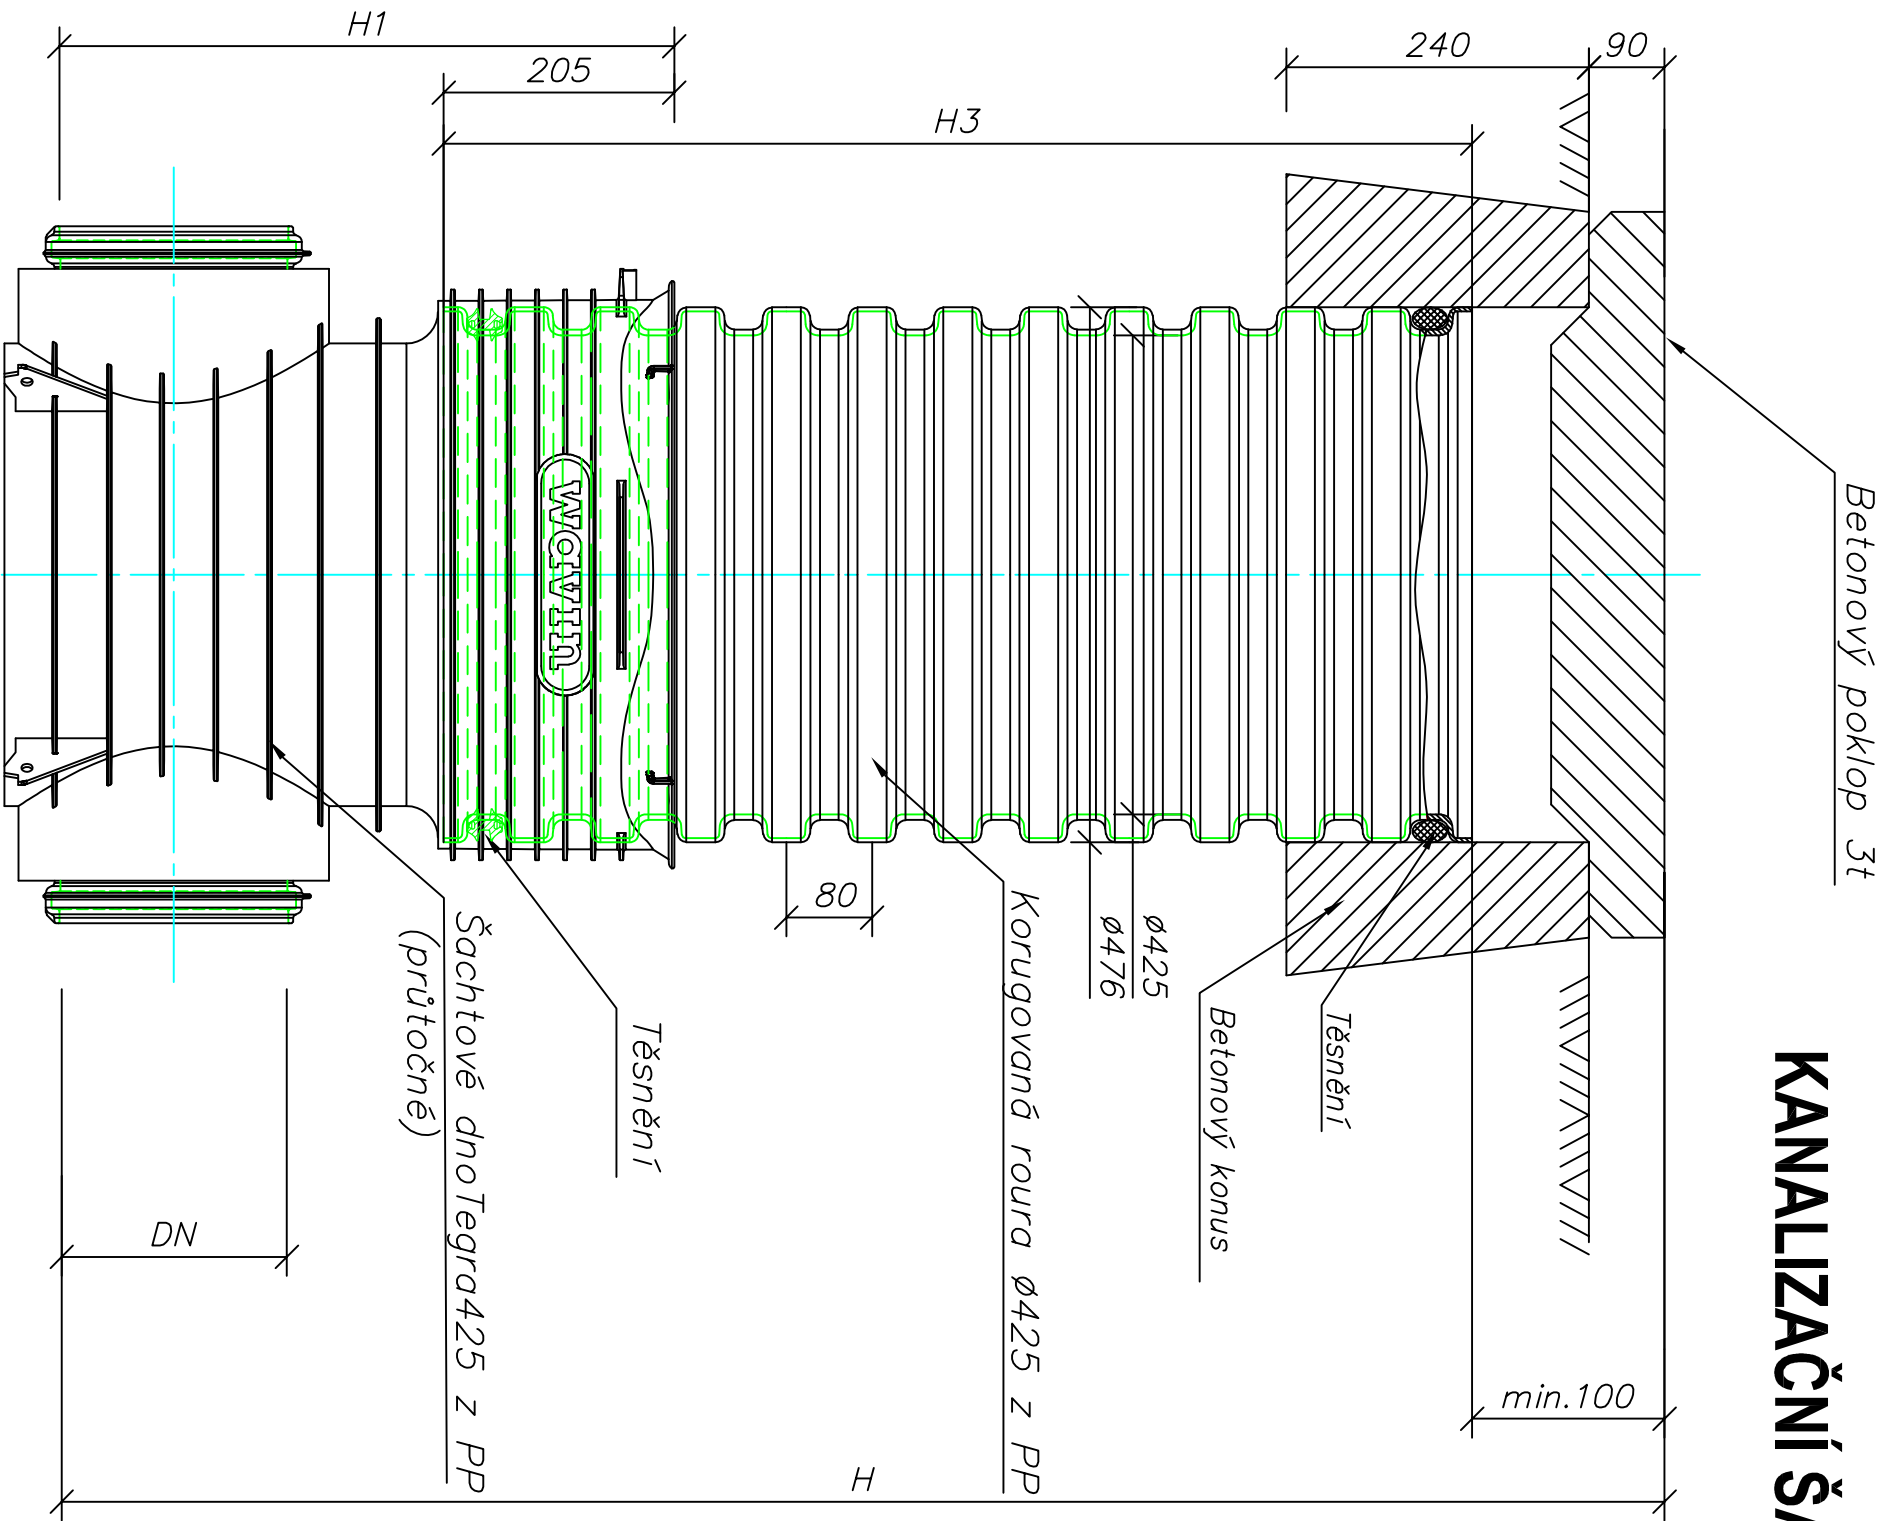 KANALIZAČNÍ
Betonový poklop 3t
90
240
min.100
Těsnění
Betonový konus
ø425
ø476
Korugovaná roura ø425 z PP
80
H
H3
205
H1
wavin
Těsnění
Šachtové dnoTegra425 z PP
(průtočné)
DN